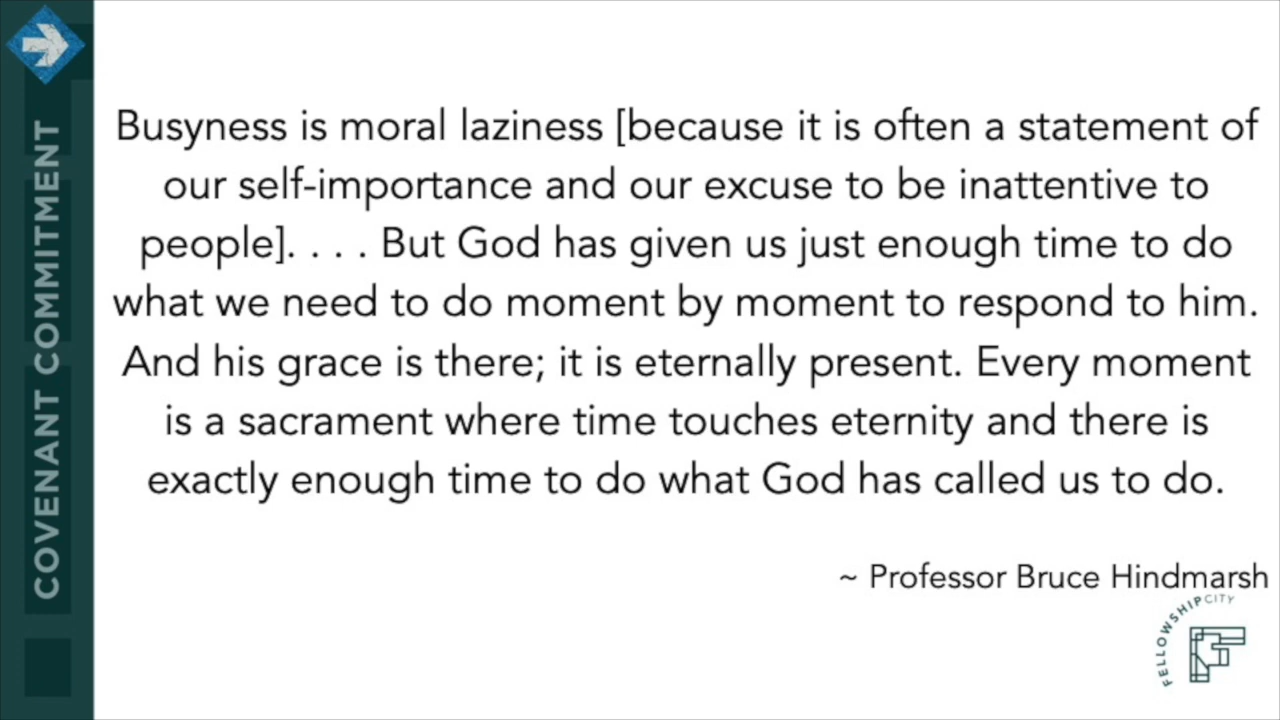 COVENANT COMMITMENT
Busyness is moral laziness [because it is often a statement of
our self-importance and our excuse to be inattentive to
people]. . . . But God has given us just enough time to do
what we need to do moment by moment to respond to him.
And his grace is there; it is eternally present. Every moment
is a sacrament where time touches eternity and there is
exactly enough time to do what God has called us to do.
~ Professor Bruce Hindmarsh
FELLOWSHIPCITY